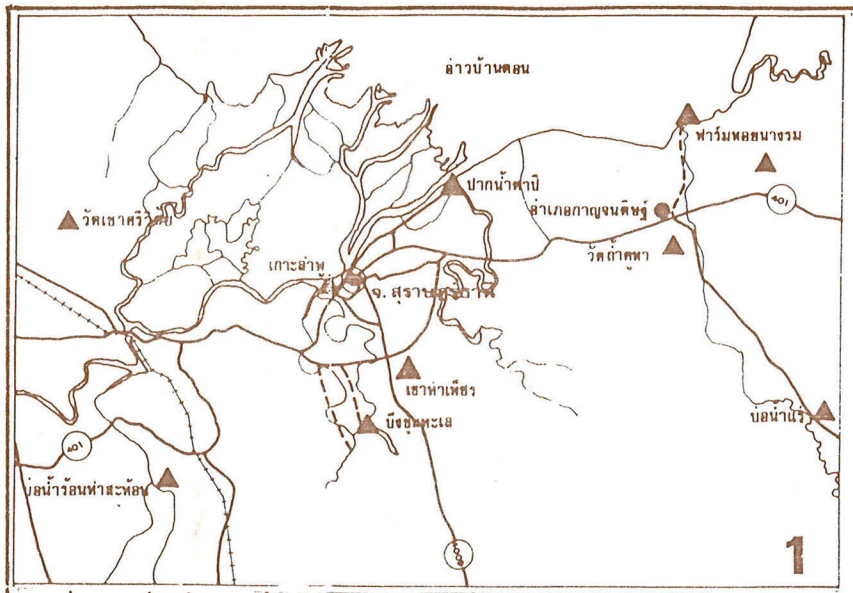 อ่าวบ้านดอน
ฟาร์มหอยนางรม
ปากน้ำตาปี
401
อำเภอกาญจนดิษฐ์
วัดเขาศรีวิชัย
วัดถ้ำคูหา
เกาะลำพู
จ. สุราษฎร์ธานี
เขาท่าเพชร
บ่อน้ำแร่
บึงขุนทะเล
401
บ่อน้ำร้อนท่าสะท้อน
1